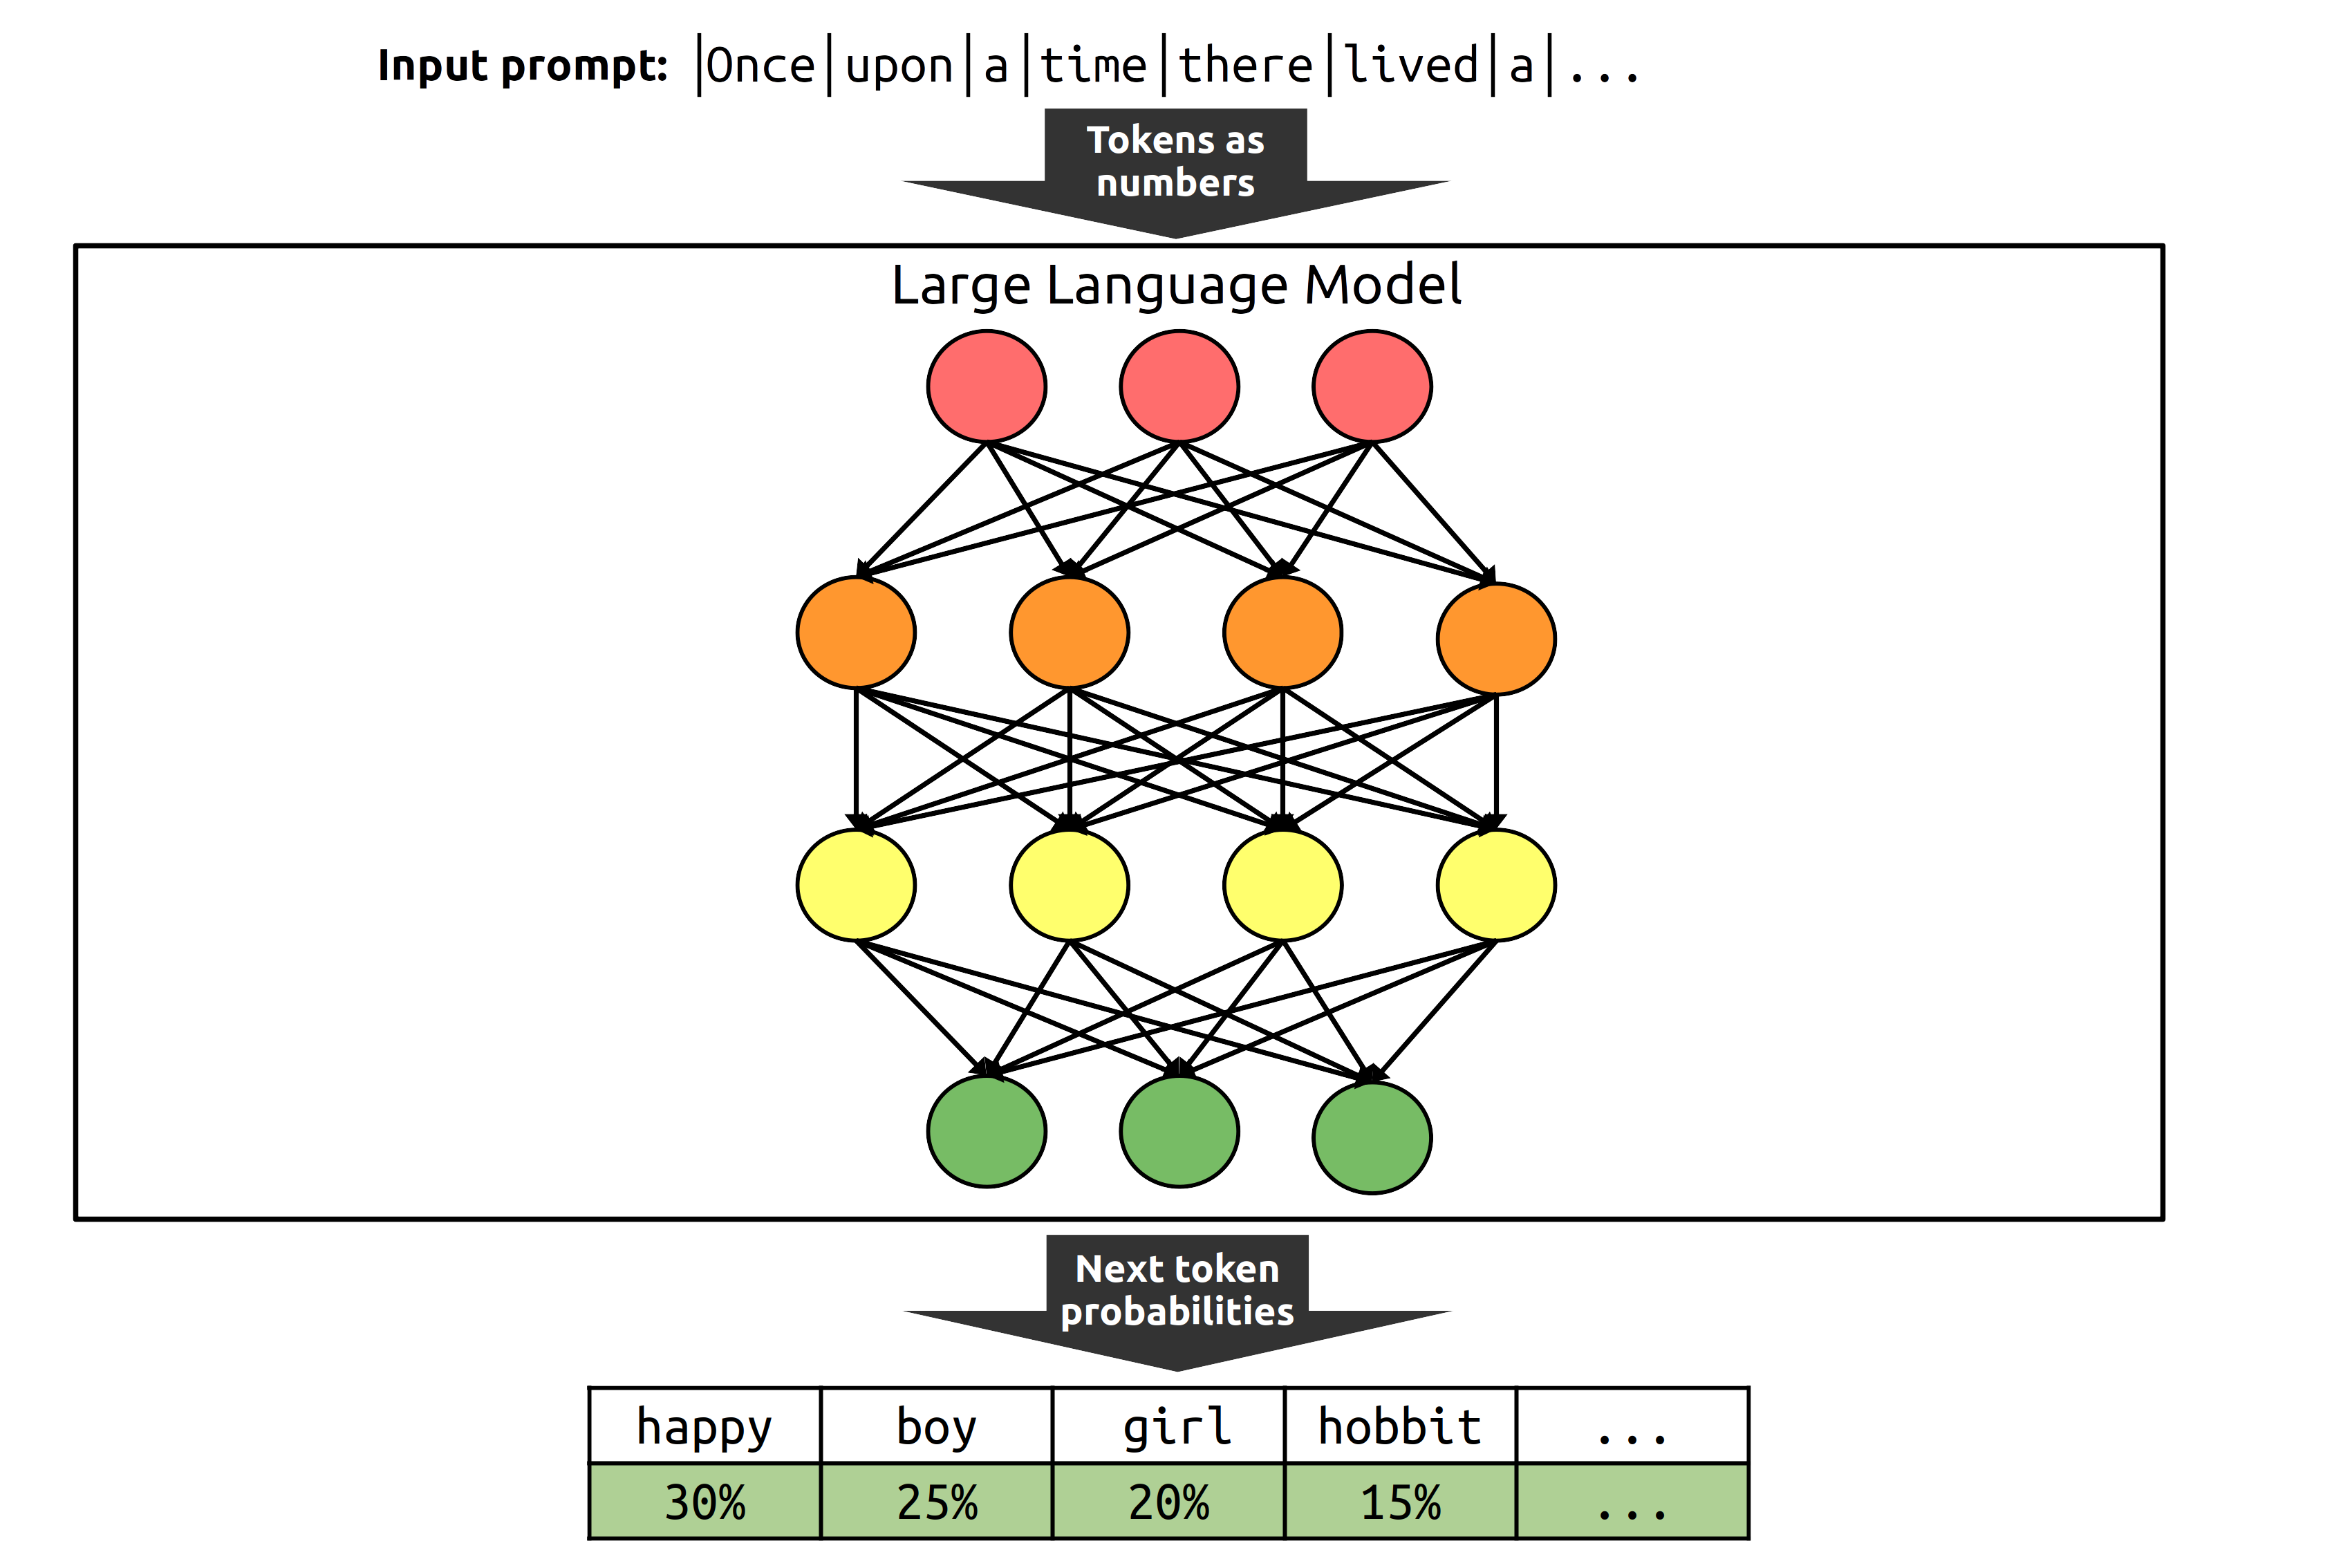 Input prompt: |Once|upon|a|time|there|lived|a|...
Tokens as
numbers
Large Language Model
Next token
probabilities
happy boy girl hobbit ...
30% 25% 20% 15% ...